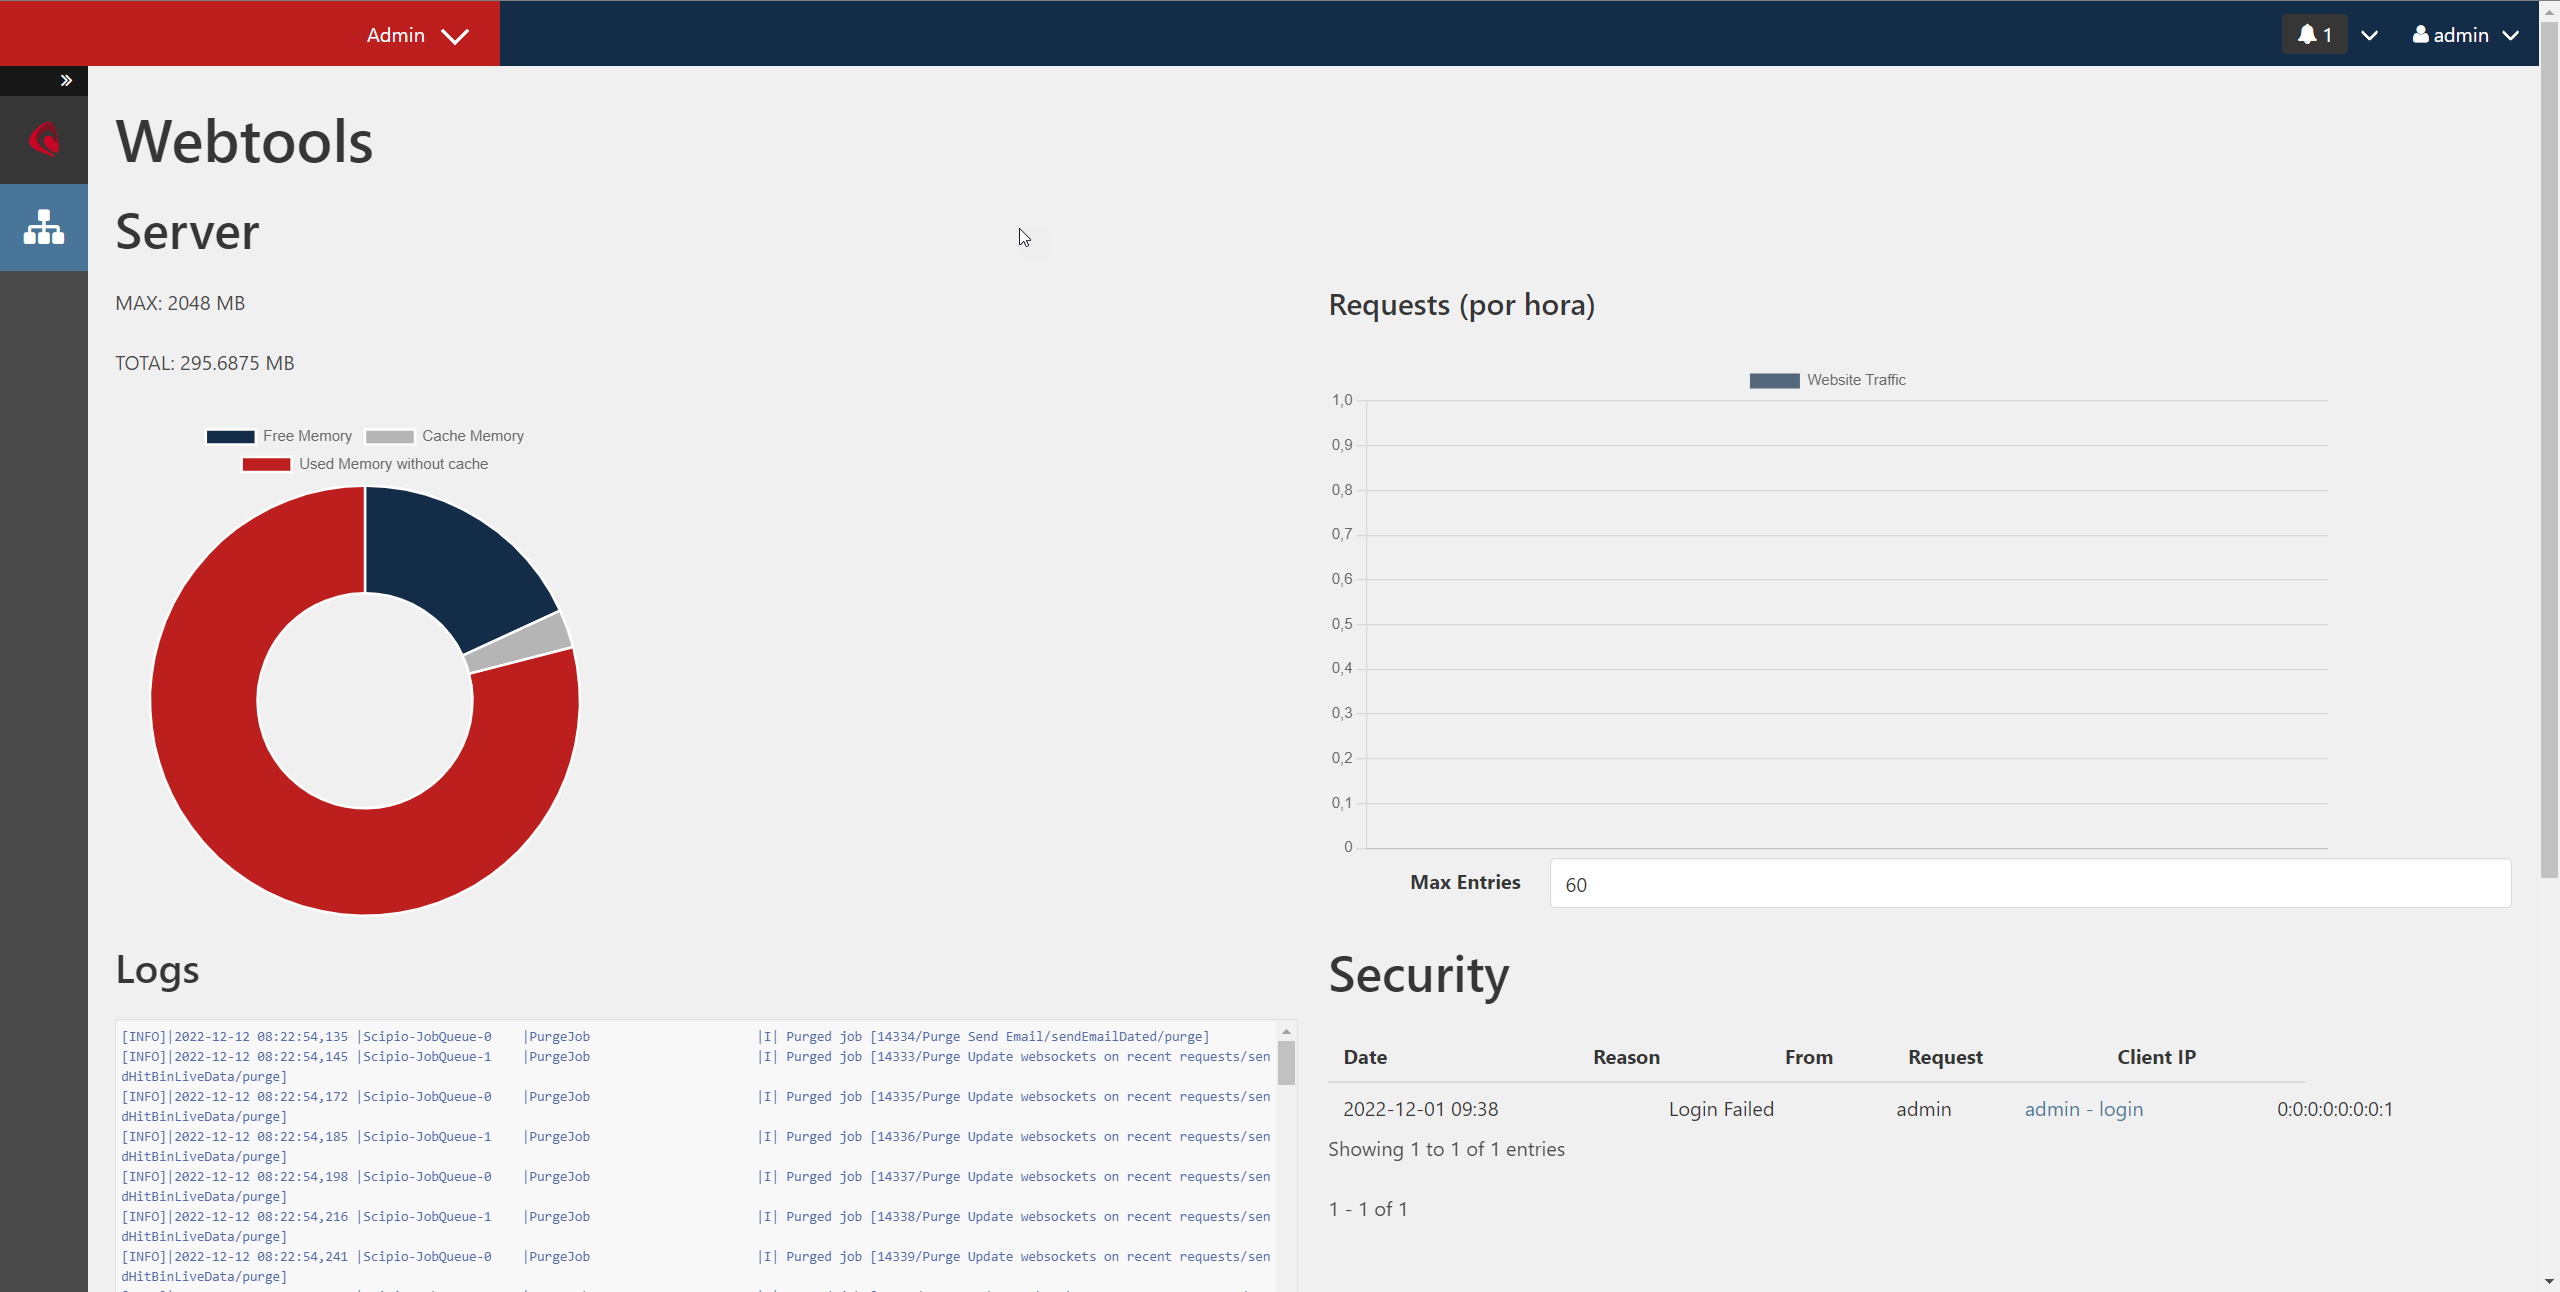 Admin
1
admin
Webtools
Server
MAX: 2048 MB
TOTAL: 295.6875 MB
Free Memory Cache Memory
Used Memory without cache
Requests (por hora)
Website Traffic
1,0
0,9
0,8
0,7
0,6
0,5
0,4
0,3
0,2
0,1
0
Max Entries 60
Logs
[INFO]|2022-12-12 08:22:54,135 |Scipio-JobQueue-0 |PurgeJob |I| Purged job [14334/Purge Send Email/sendEmailDated/purge]
[INFO]|2022-12-12 08:22:54,145 |Scipio-JobQueue-1 |PurgeJob |I| Purged job [14333/Purge Update websockets on recent requests/sen
dHitBinLiveData/purge]
[INFO]|2022-12-12 08:22:54,172 |Scipio-JobQueue-0 |PurgeJob |I| Purged job [14335/Purge Update websockets on recent requests/sen
dHitBinLiveData/purge]
[INFO]|2022-12-12 08:22:54,185 |Scipio-JobQueue-1 |PurgeJob |I| Purged job [14336/Purge Update websockets on recent requests/sen
dHitBinLiveData/purge]
[INFO]|2022-12-12 08:22:54,198 |Scipio-JobQueue-0 |PurgeJob |I| Purged job [14337/Purge Update websockets on recent requests/sen
dHitBinLiveData/purge]
[INFO]|2022-12-12 08:22:54,216 |Scipio-JobQueue-1 |PurgeJob |I| Purged job [14338/Purge Update websockets on recent requests/sen
dHitBinLiveData/purge]
[INFO]|2022-12-12 08:22:54,241 |Scipio-JobQueue-0 |PurgeJob |I| Purged job [14339/Purge Update websockets on recent requests/sen
dHitBinLiveData/purge]
Security
Date Reason From Request Client IP
2022-12-01 09:38 Login Failed admin admin - login 0:0:0:0:0:0:0:1
Showing 1 to 1 of 1 entries
1 - 1 of 1